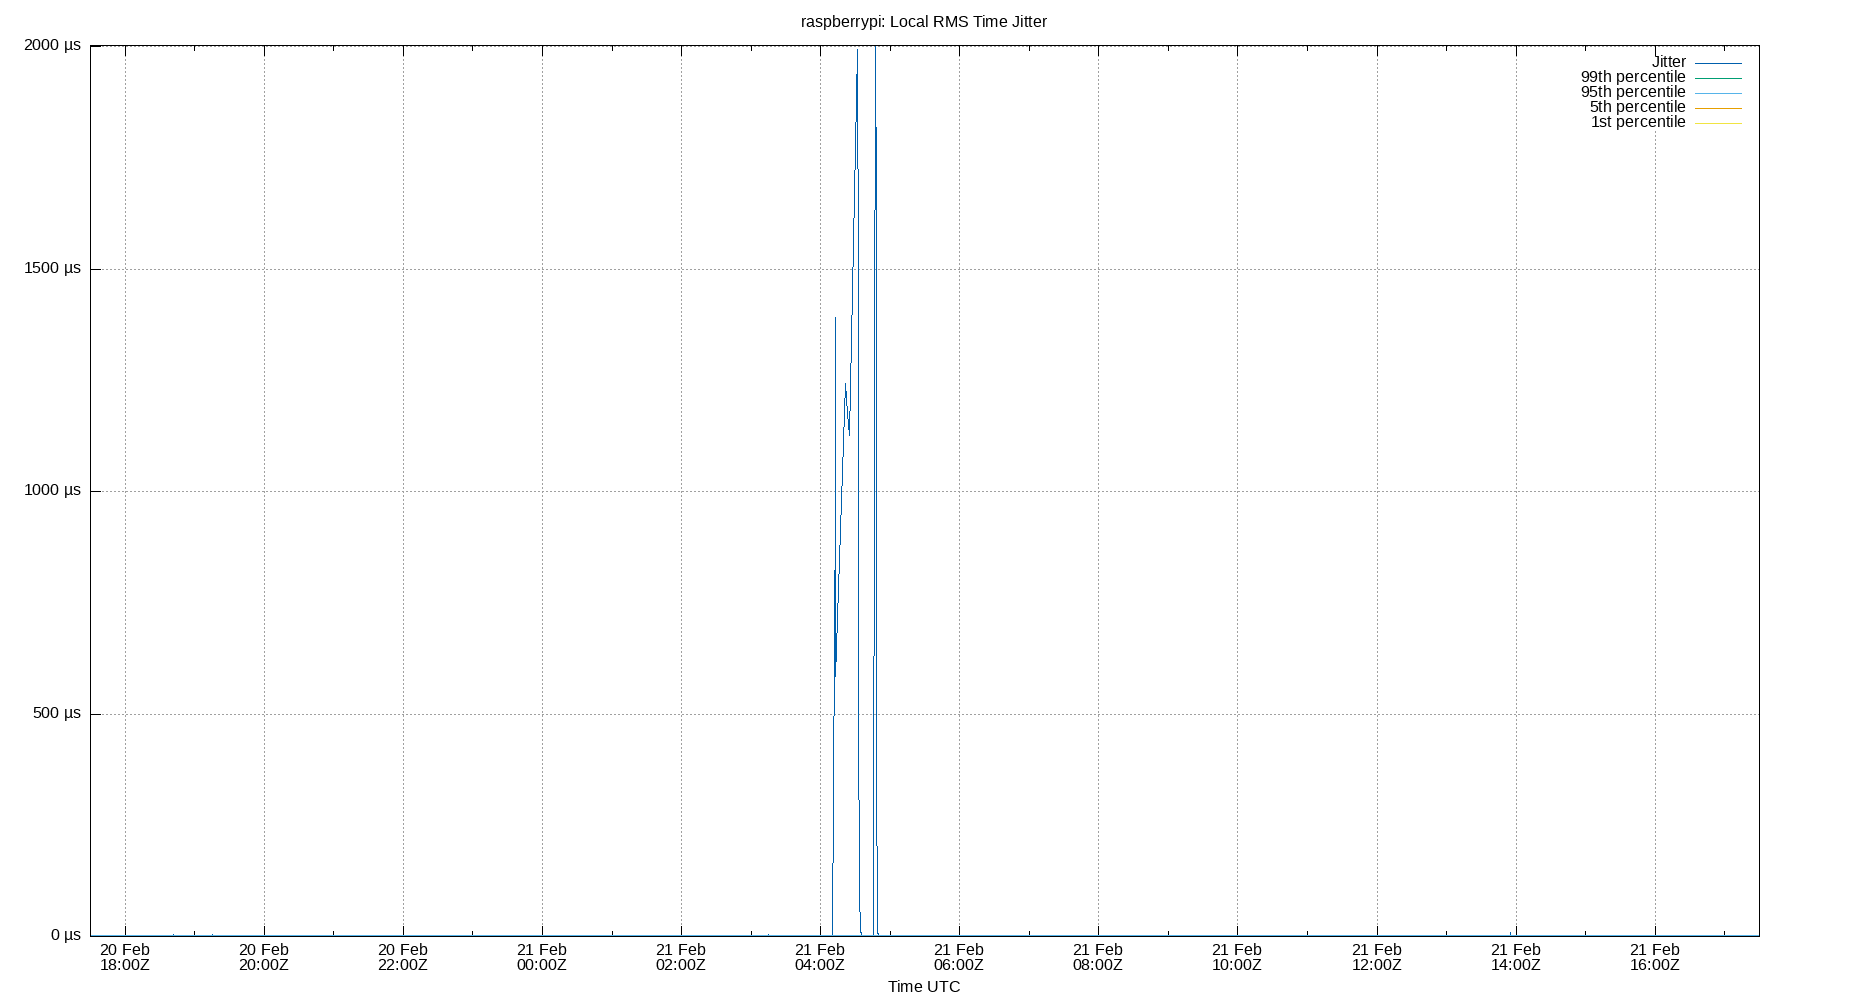 raspberrypi: Local RMS Time Jitter
2000 µs
1500 µs
1000 µs
500 µs
0 µs
Jitter
99th percentile
95th percentile
5th percentile
1st percentile
20 Feb 20 Feb 20 Feb 21 Feb 21 Feb 21 Feb 21 Feb 21 Feb 21 Feb 21 Feb 21 Feb 21 Feb
18:00Z 20:00Z 22:00Z 00:00Z 02:00Z 04:00Z 06:00Z 08:00Z 10:00Z 12:00Z 14:00Z 16:00Z
Time UTC